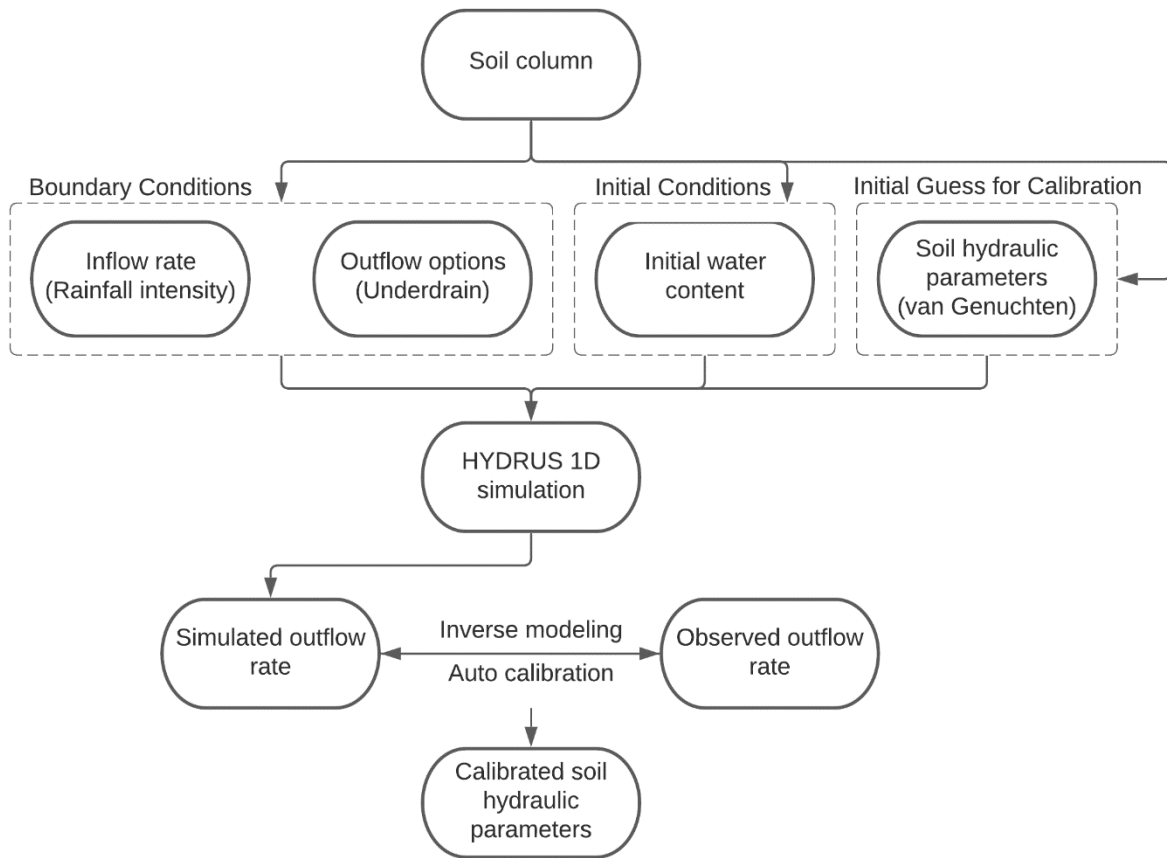 Soil column
Boundary Conditions
Initial Conditions
Initial Guess for Calibration
Inflow rate
(Rainfall intensity)
Outflow options
(Underdrain)
Initial water
content
Soil hydraulic
parameters
(van Genuchten)
HYDRUS 1D
simulation
Simulated outflow
rate
Inverse modeling
Auto calibration
Observed outflow
rate
Calibrated soil
hydraulic
parameters